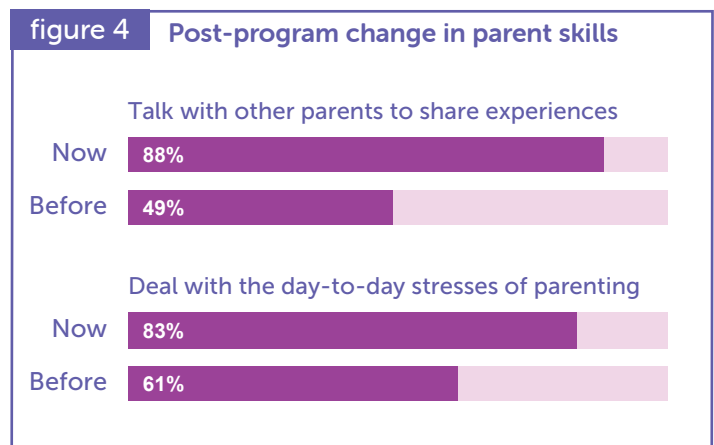 figure 4 Post-program change in parent skills
Talk with other parents to share experiences
Now 88%
Before 49%
Deal with the day-to-day stresses of parenting
Now 83%
Before 61%